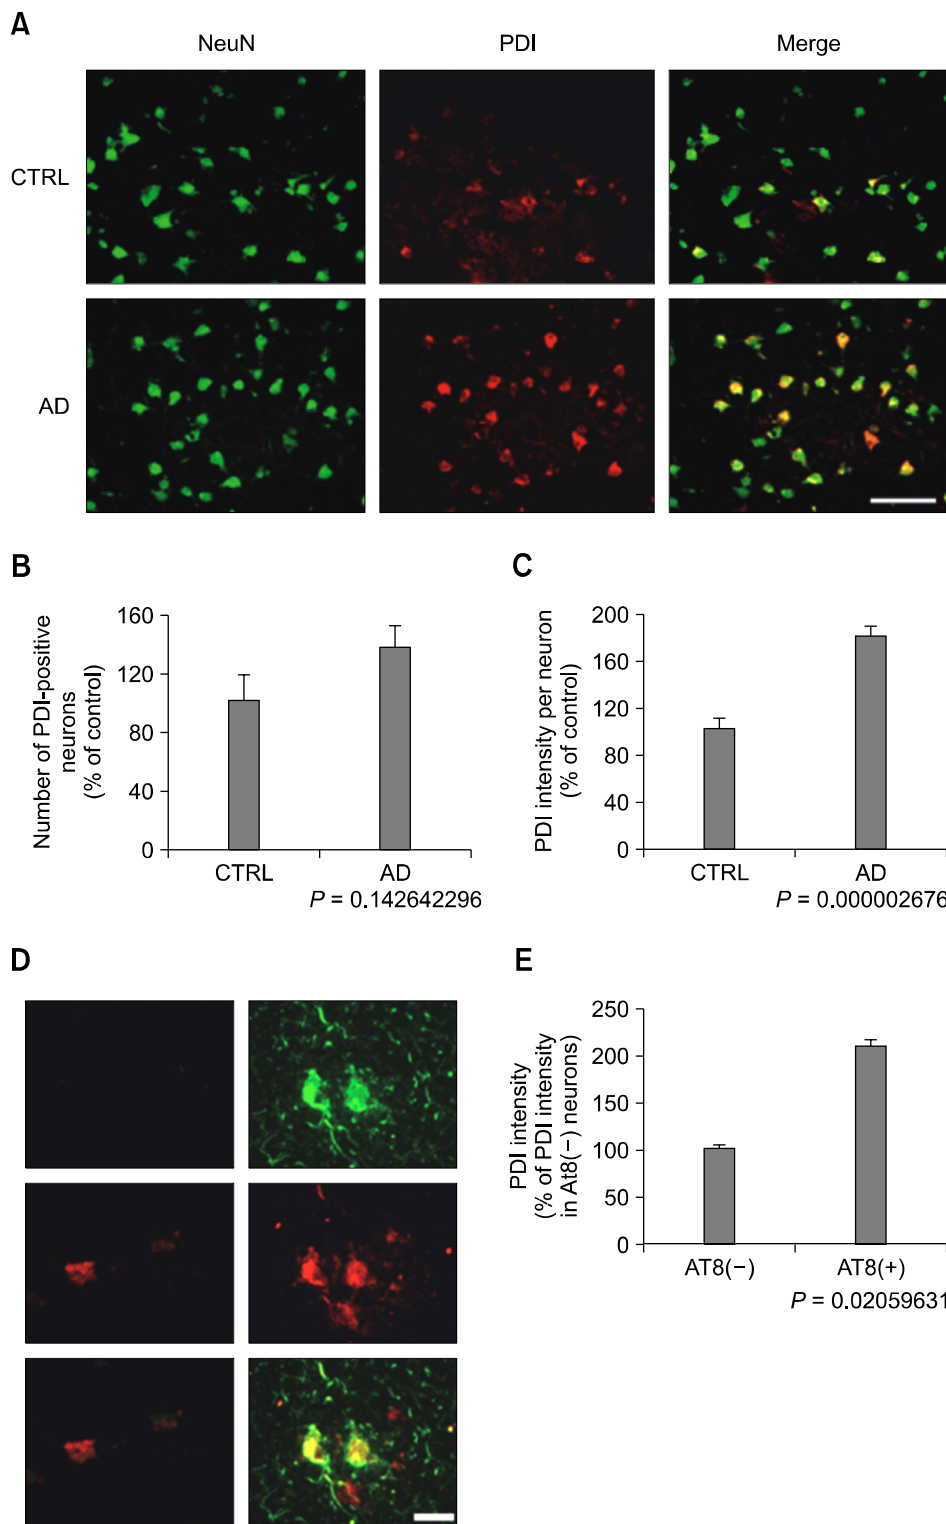 A
NeuN
PDI
Merge
CTRL
AD
B
Number of PDI-positive
neurons
(% of control)
160
120
80
40
0
CTRL
AD
P = 0.142642296
C
PDI intensity per neuron
(% of control)
200
160
120
80
40
0
CTRL
AD
P = 0.000002676
D
E
PDI intensity
(% of PDI intensity
in At8(−) neurons)
250
200
150
100
50
0
AT8(−)
AT8(+)
P = 0.02059631